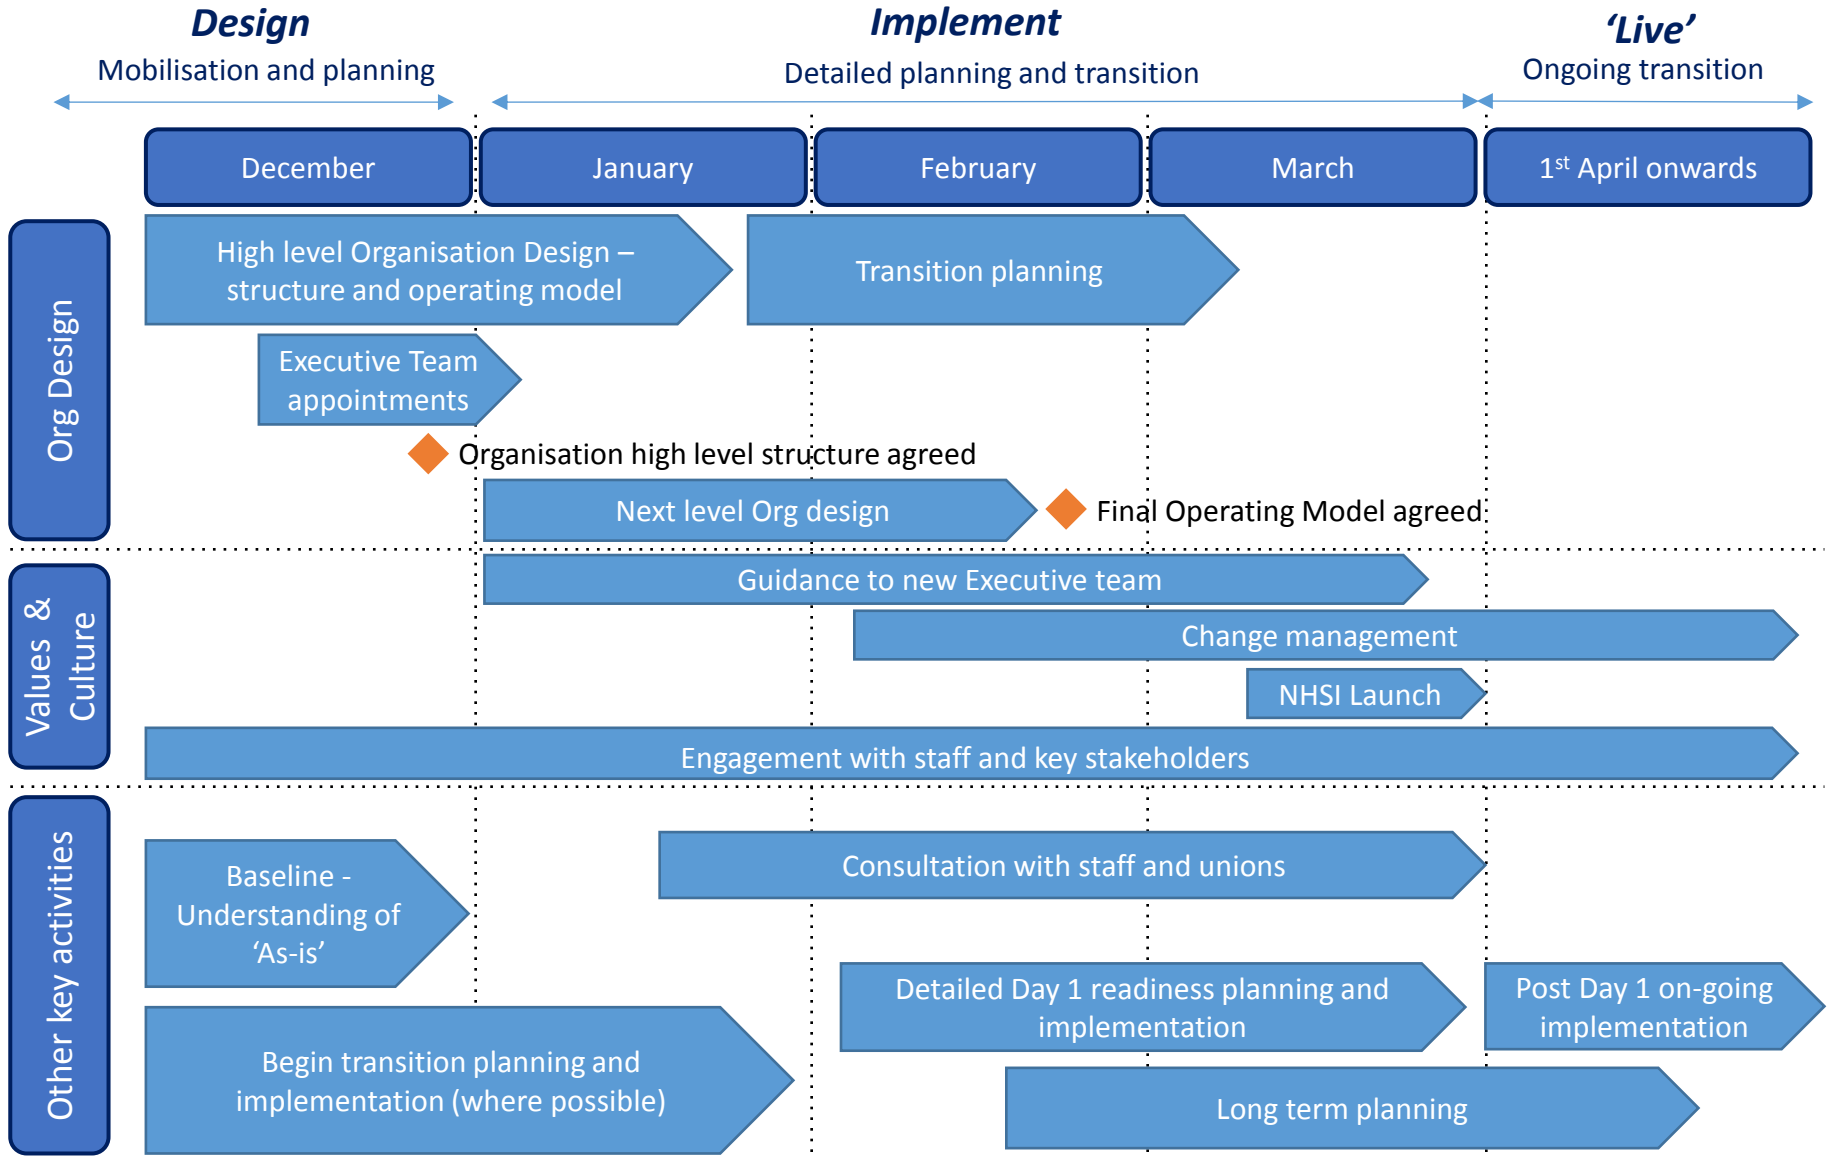 Design
Mobilisation and planning
Implement
Detailed planning and transition
‘Live’
Ongoing transition
December
January
February
March
1st April onwards
Org Design
High level Organisation Design –
structure and operating model
Transition planning
Executive Team
appointments
Organisation high level structure agreed
Next level Org design
Final Operating Model agreed
Values &
Culture
Guidance to new Executive team
Change management
NHSI Launch
Engagement with staff and key stakeholders
Other key activities
Baseline -
Understanding of
‘As-is’
Consultation with staff and unions
Detailed Day 1 readiness planning and
implementation
Post Day 1 on-going
implementation
Begin transition planning and
implementation (where possible)
Long term planning